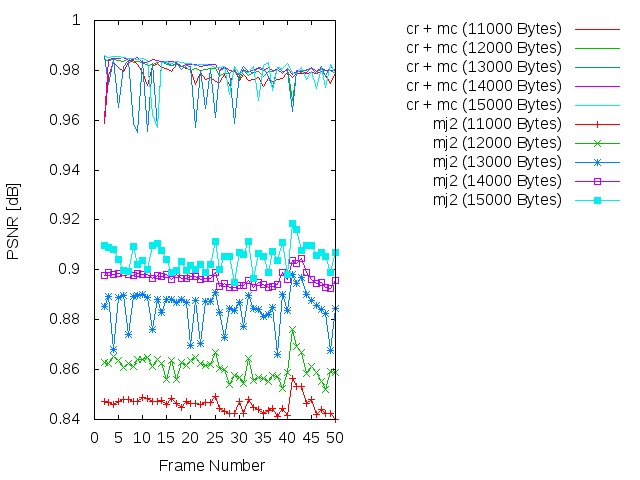 1
0.98
0.96
0.94
0.92
0.9
0.88
0.86
0.84
PSNR [dB]
0 5 10 15 20 25 30 35 40 45 50
Frame Number
cr + mc (11000 Bytes)
cr + mc (12000 Bytes)
cr + mc (13000 Bytes)
cr + mc (14000 Bytes)
cr + mc (15000 Bytes)
mj2 (11000 Bytes)
mj2 (12000 Bytes)
mj2 (13000 Bytes)
mj2 (14000 Bytes)
mj2 (15000 Bytes)